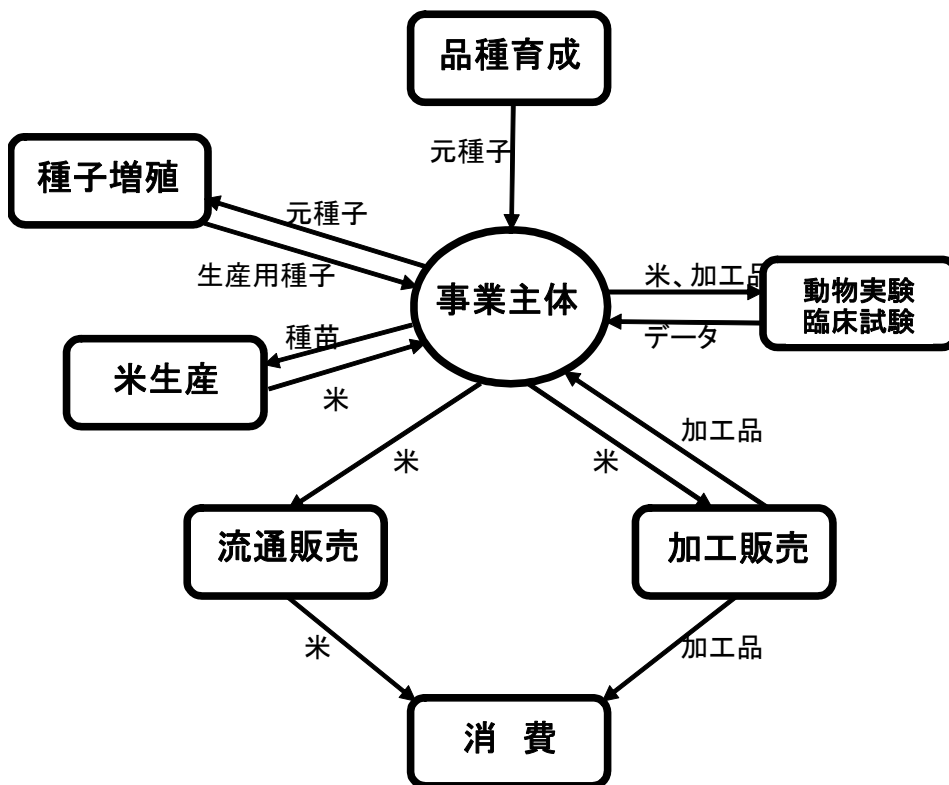 品種育成
元種子
種子増殖
元種子
生産用種子
事業主体
米、加工品
動物実験
臨床試験
データ
種苗
米生産
米
加工品
米
米
流通販売
加工販売
米
加工品
消 費